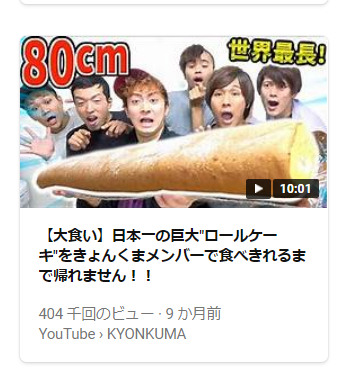 80cm
世界最長!
10:01
【大食い】日本一の巨大"ロールケー
キ"をきょんくまメンバーで食べきれるま
で帰れません！！
404 千回のビュー · 9 か月前
YouTube › KYONKUMA